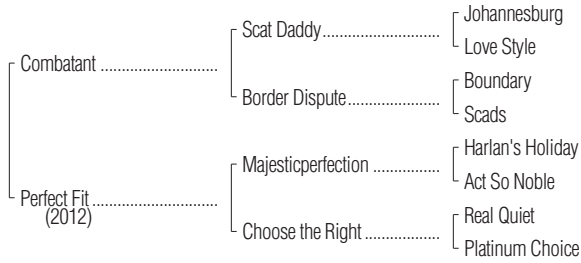 Johannesburg
Scat Daddy
Love Style
Combatant
Boundary
Border Dispute
Scads
Harlan's Holiday
Majesticperfection
Act So Noble
Perfect Fit
(2012)
Real Quiet
Choose the Right
Platinum Choice